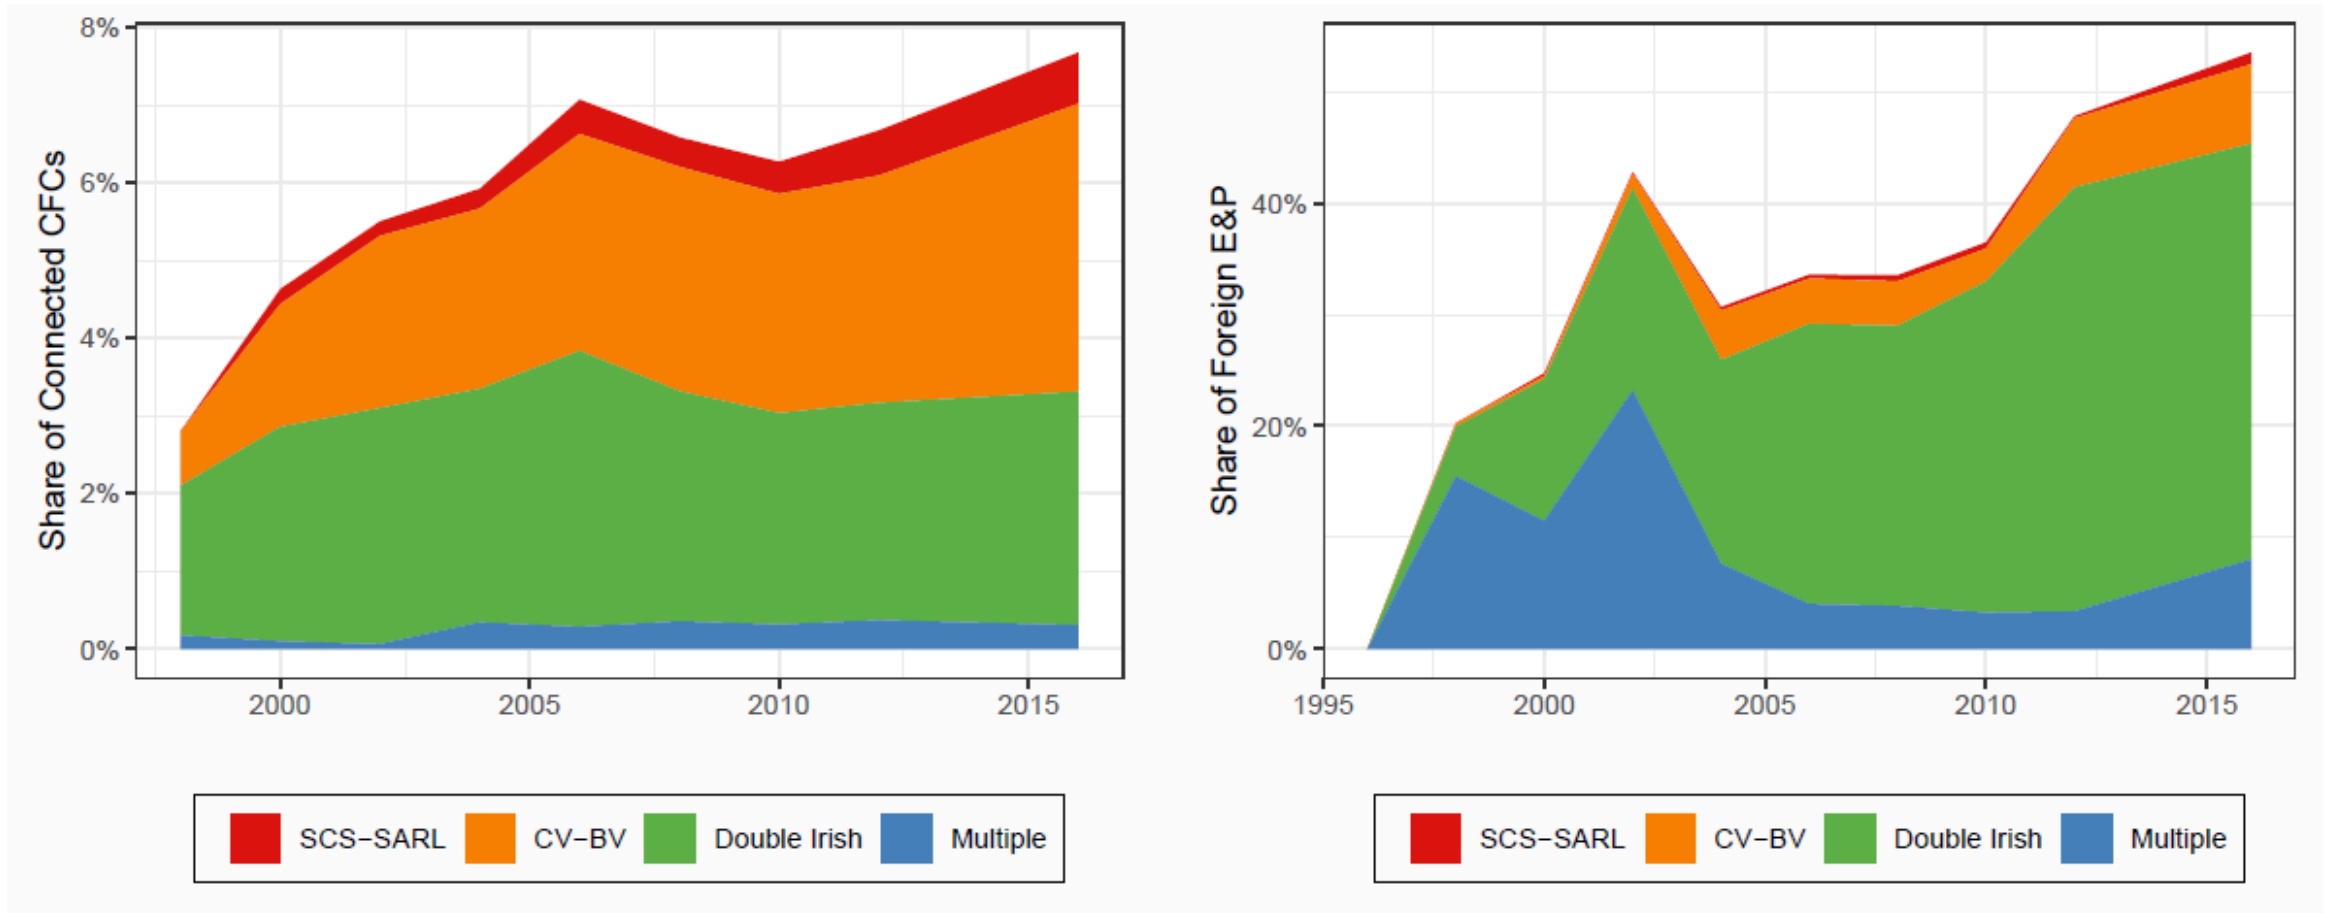 Share of Connected CFCs
8%
6%
4%
2%
0%
2000 2005 2010 2015
SCS-SARL CV-BV Double Irish Multiple
Share of Foreign E&P
40%
20%
0%
1995 2000 2005 2010 2015
SCS-SARL CV-BV Double Irish Multiple